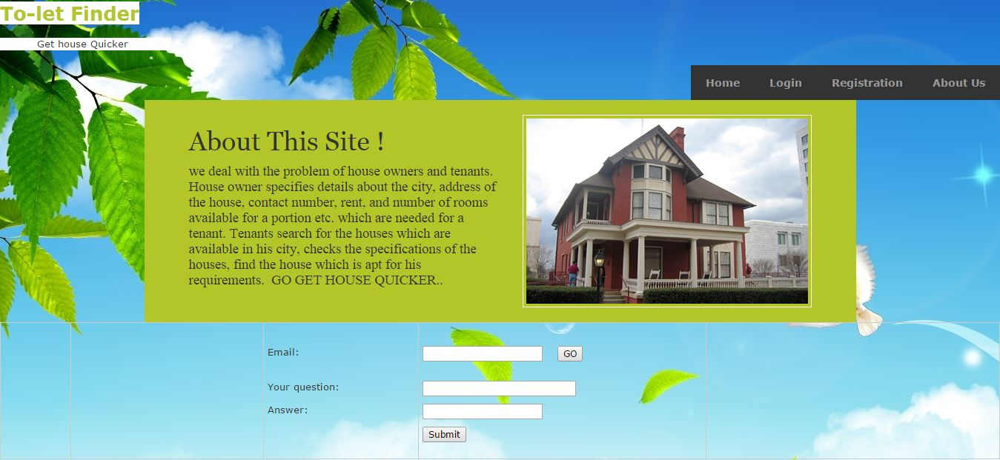 To-let Finder
Get house Quicker
Home Login Registration About Us
About This Site !
we deal with the problem of house owners and tenants.
House owner specifies details about the city, address of
the house, contact number, rent, and number of rooms
available for a portion etc. which are needed for a
tenant. Tenants search for the houses which are
available in his city, checks the specifications of the
houses, find the house which is apt for his
requirements. GO GET HOUSE QUICKER..
Email: GO
Your question:
Answer:
Submit